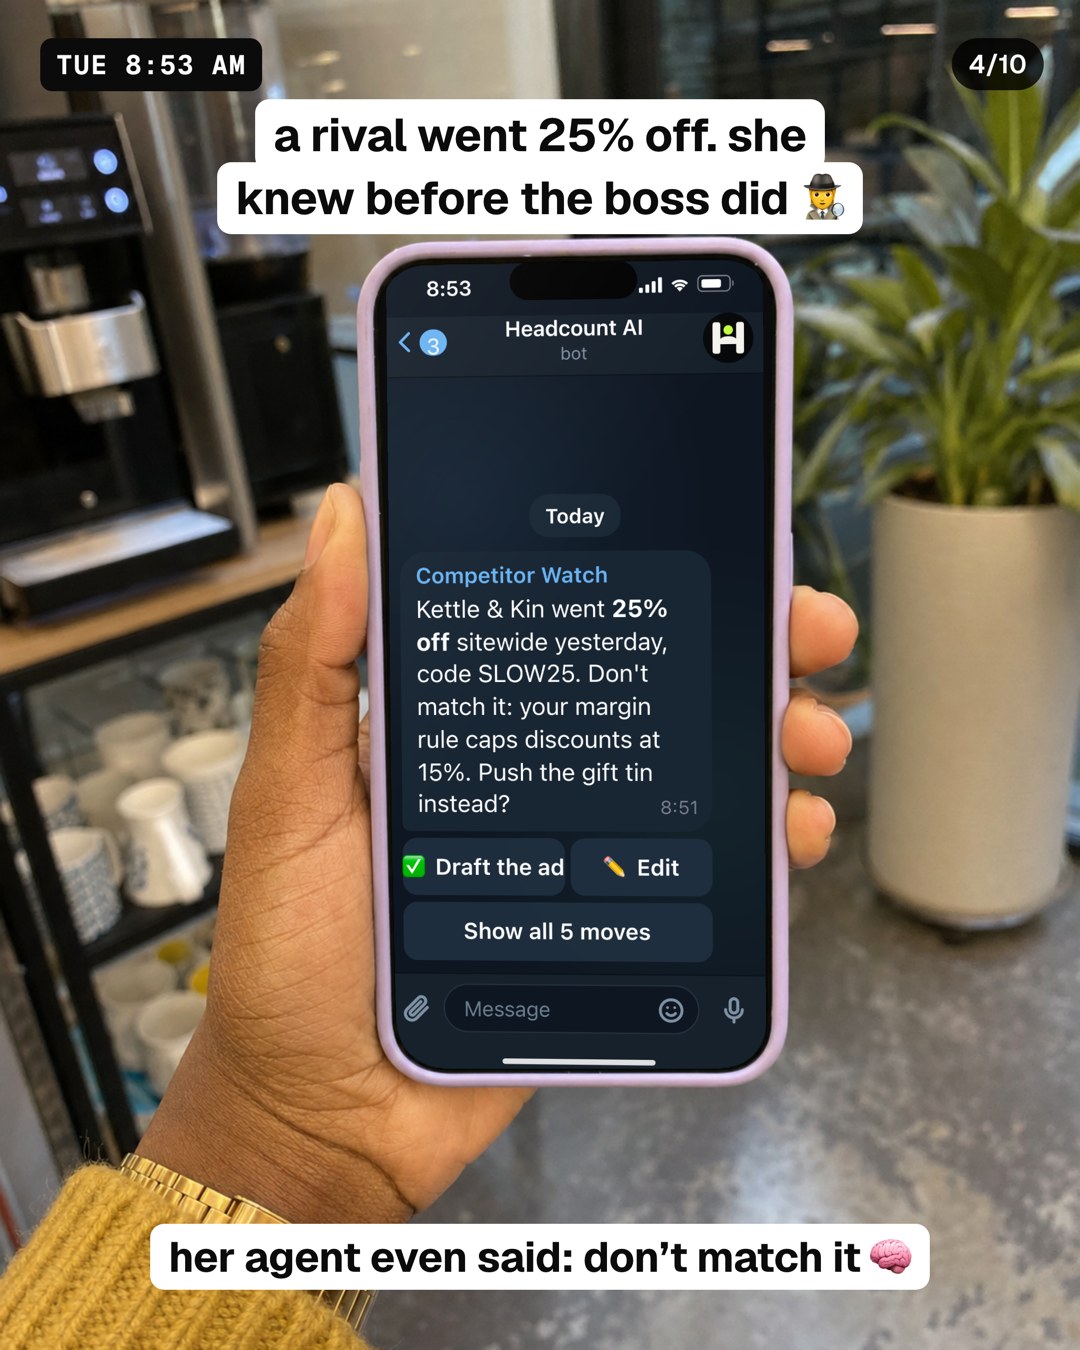 TUE 8:53 AM
4/10
a rival went 25% off. she
knew before the boss did 🕵️
8:53
3
Headcount AI
bot
H
Today
Competitor Watch
Kettle & Kin went 25%
off sitewide yesterday,
code SLOW25. Don't
match it: your margin
rule caps discounts at
15%. Push the gift tin
instead?
8:51
✅ Draft the ad
✏️ Edit
Show all 5 moves
Message
her agent even said: don’t match it 🧠